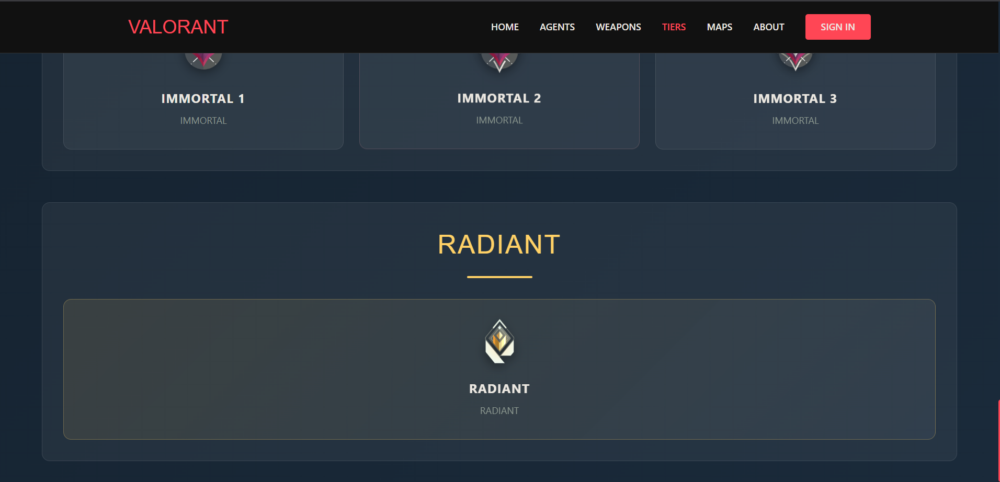 VALORANT
HOME AGENTS WEAPONS TIERS MAPS ABOUT SIGN IN
IMMORTAL 1 IMMORTAL 2 IMMORTAL 3
IMMORTAL IMMORTAL IMMORTAL
RADIANT
RADIANT
RADIANT